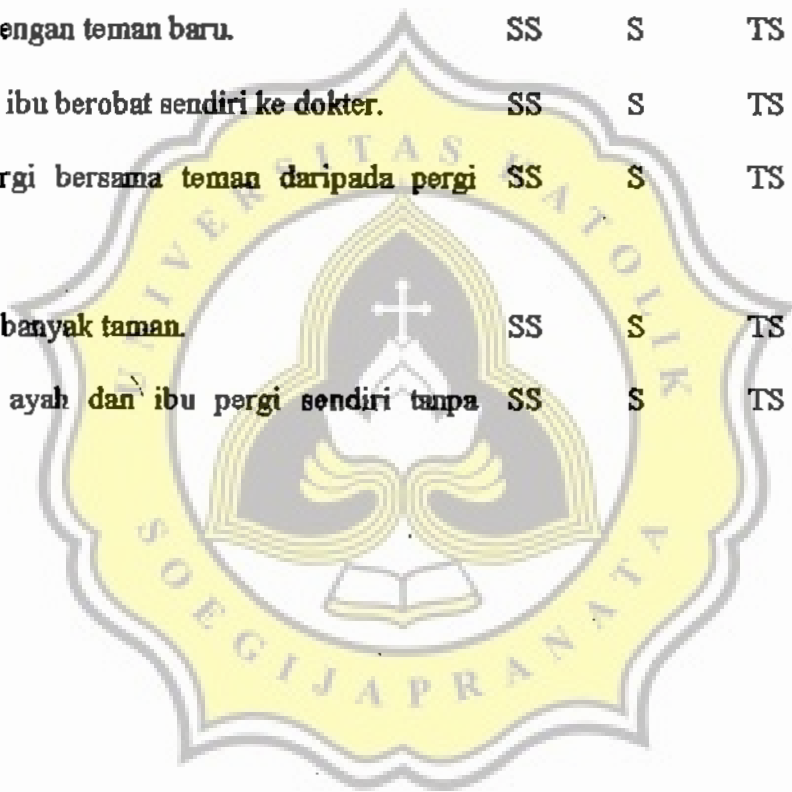 engan teman baru. SS S TS
ibu berobat sendiri ke dokter. SS S TS
rgi bersama teman daripada pergi SS S TS
banyak taman. SS S TS
ayah dan ibu pergi sendiri tanpa SS S TS
UNIVERSITAS KATOLIK
SOEGIJAPRANATA